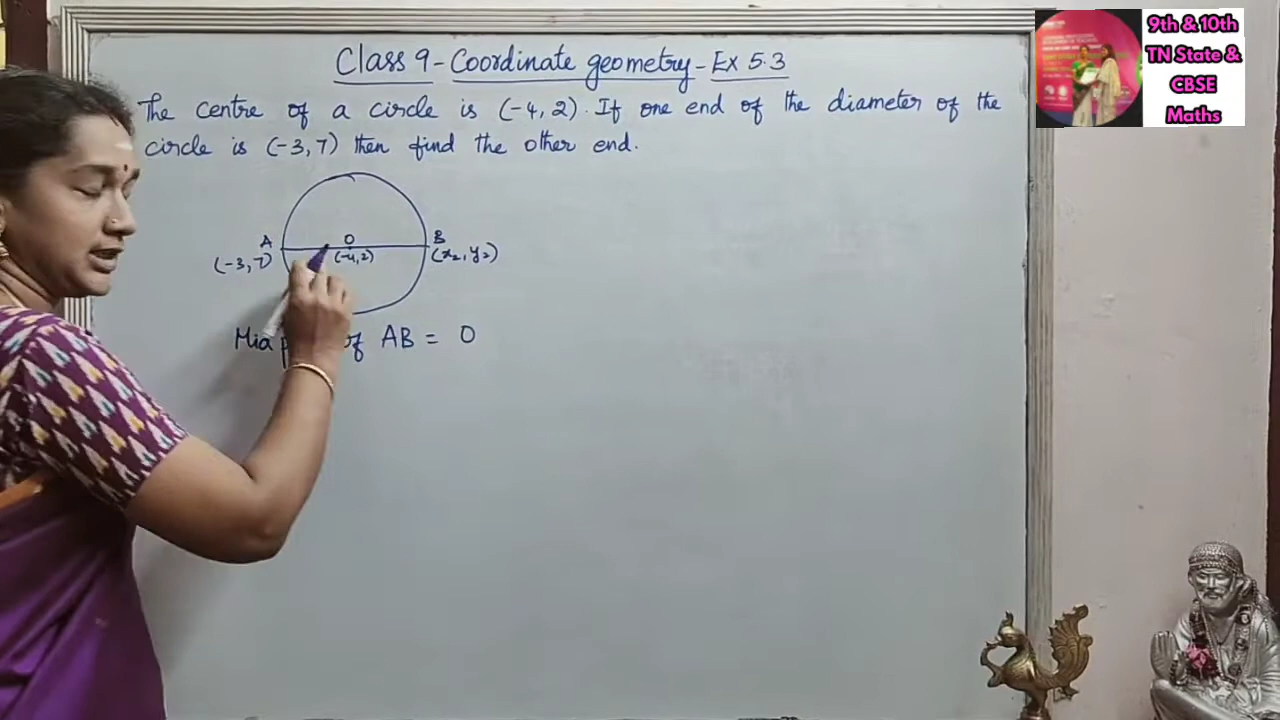 Class 9 - Coordinate geometry - Ex 5.3
The centre of a circle is (-4, 2). If one end of the diameter of the
circle is (-3, 7) then find the other end.
A O B
(-3, 7) (-4, 2) (x₂, y₂)
of AB = O
9th & 10th
TN State &
CBSE
Maths